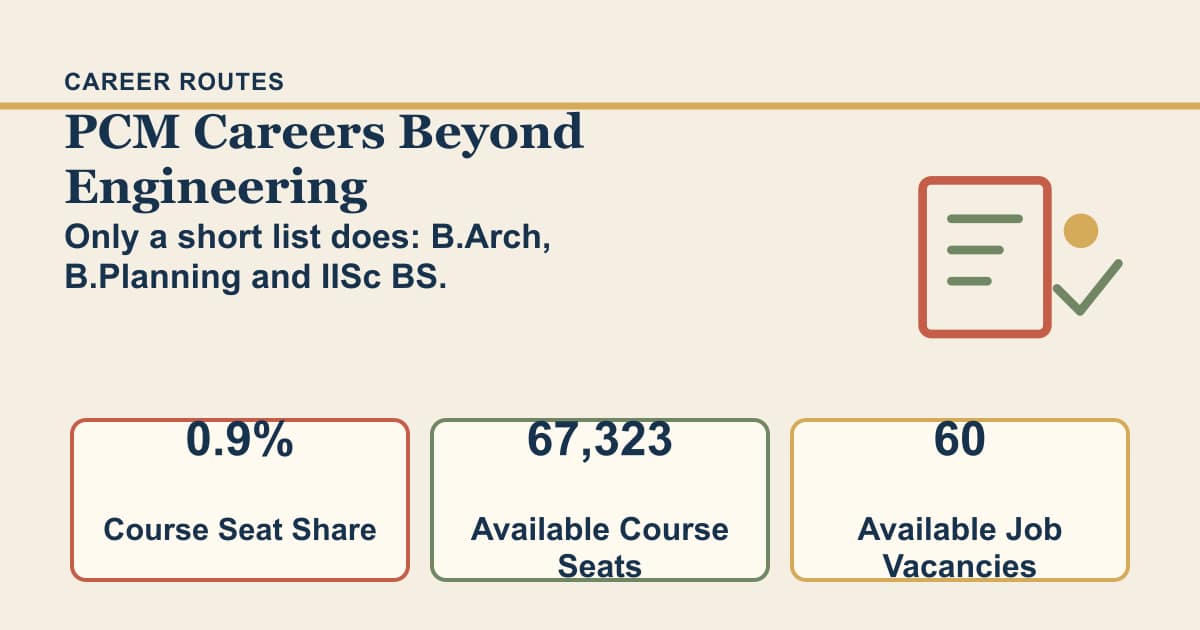 CAREER ROUTES
PCM Careers Beyond
Engineering
Only a short list does: B.Arch,
B.Planning and IISc BS.
0.9%
Course Seat Share
67,323
Available Course
Seats
60
Available Job
Vacancies